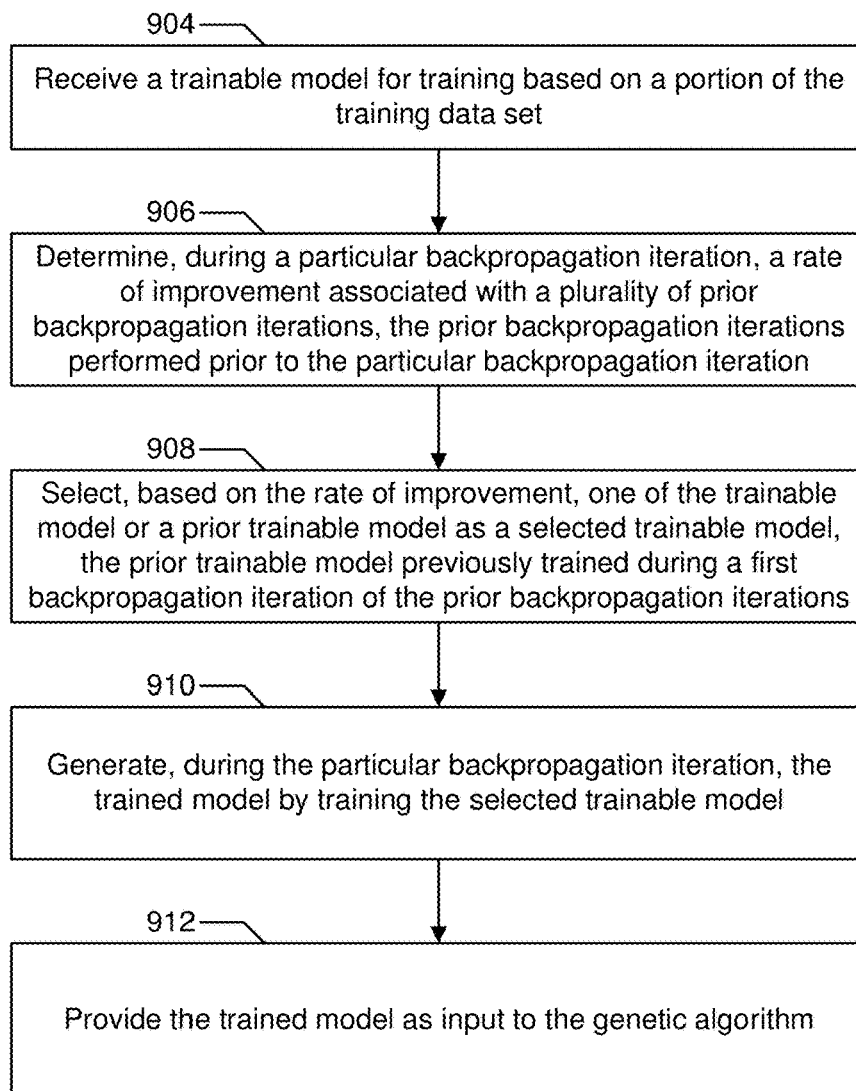 904
Receive a trainable model for training based on a portion of the
training data set
906
Determine, during a particular backpropagation iteration, a rate
of improvement associated with a plurality of prior
backpropagation iterations, the prior backpropagation iterations
performed prior to the particular backpropagation iteration
908
Select, based on the rate of improvement, one of the trainable
model or a prior trainable model as a selected trainable model,
the prior trainable model previously trained during a first
backpropagation iteration of the prior backpropagation iterations
910
Generate, during the particular backpropagation iteration, the
trained model by training the selected trainable model
912
Provide the trained model as input to the genetic algorithm